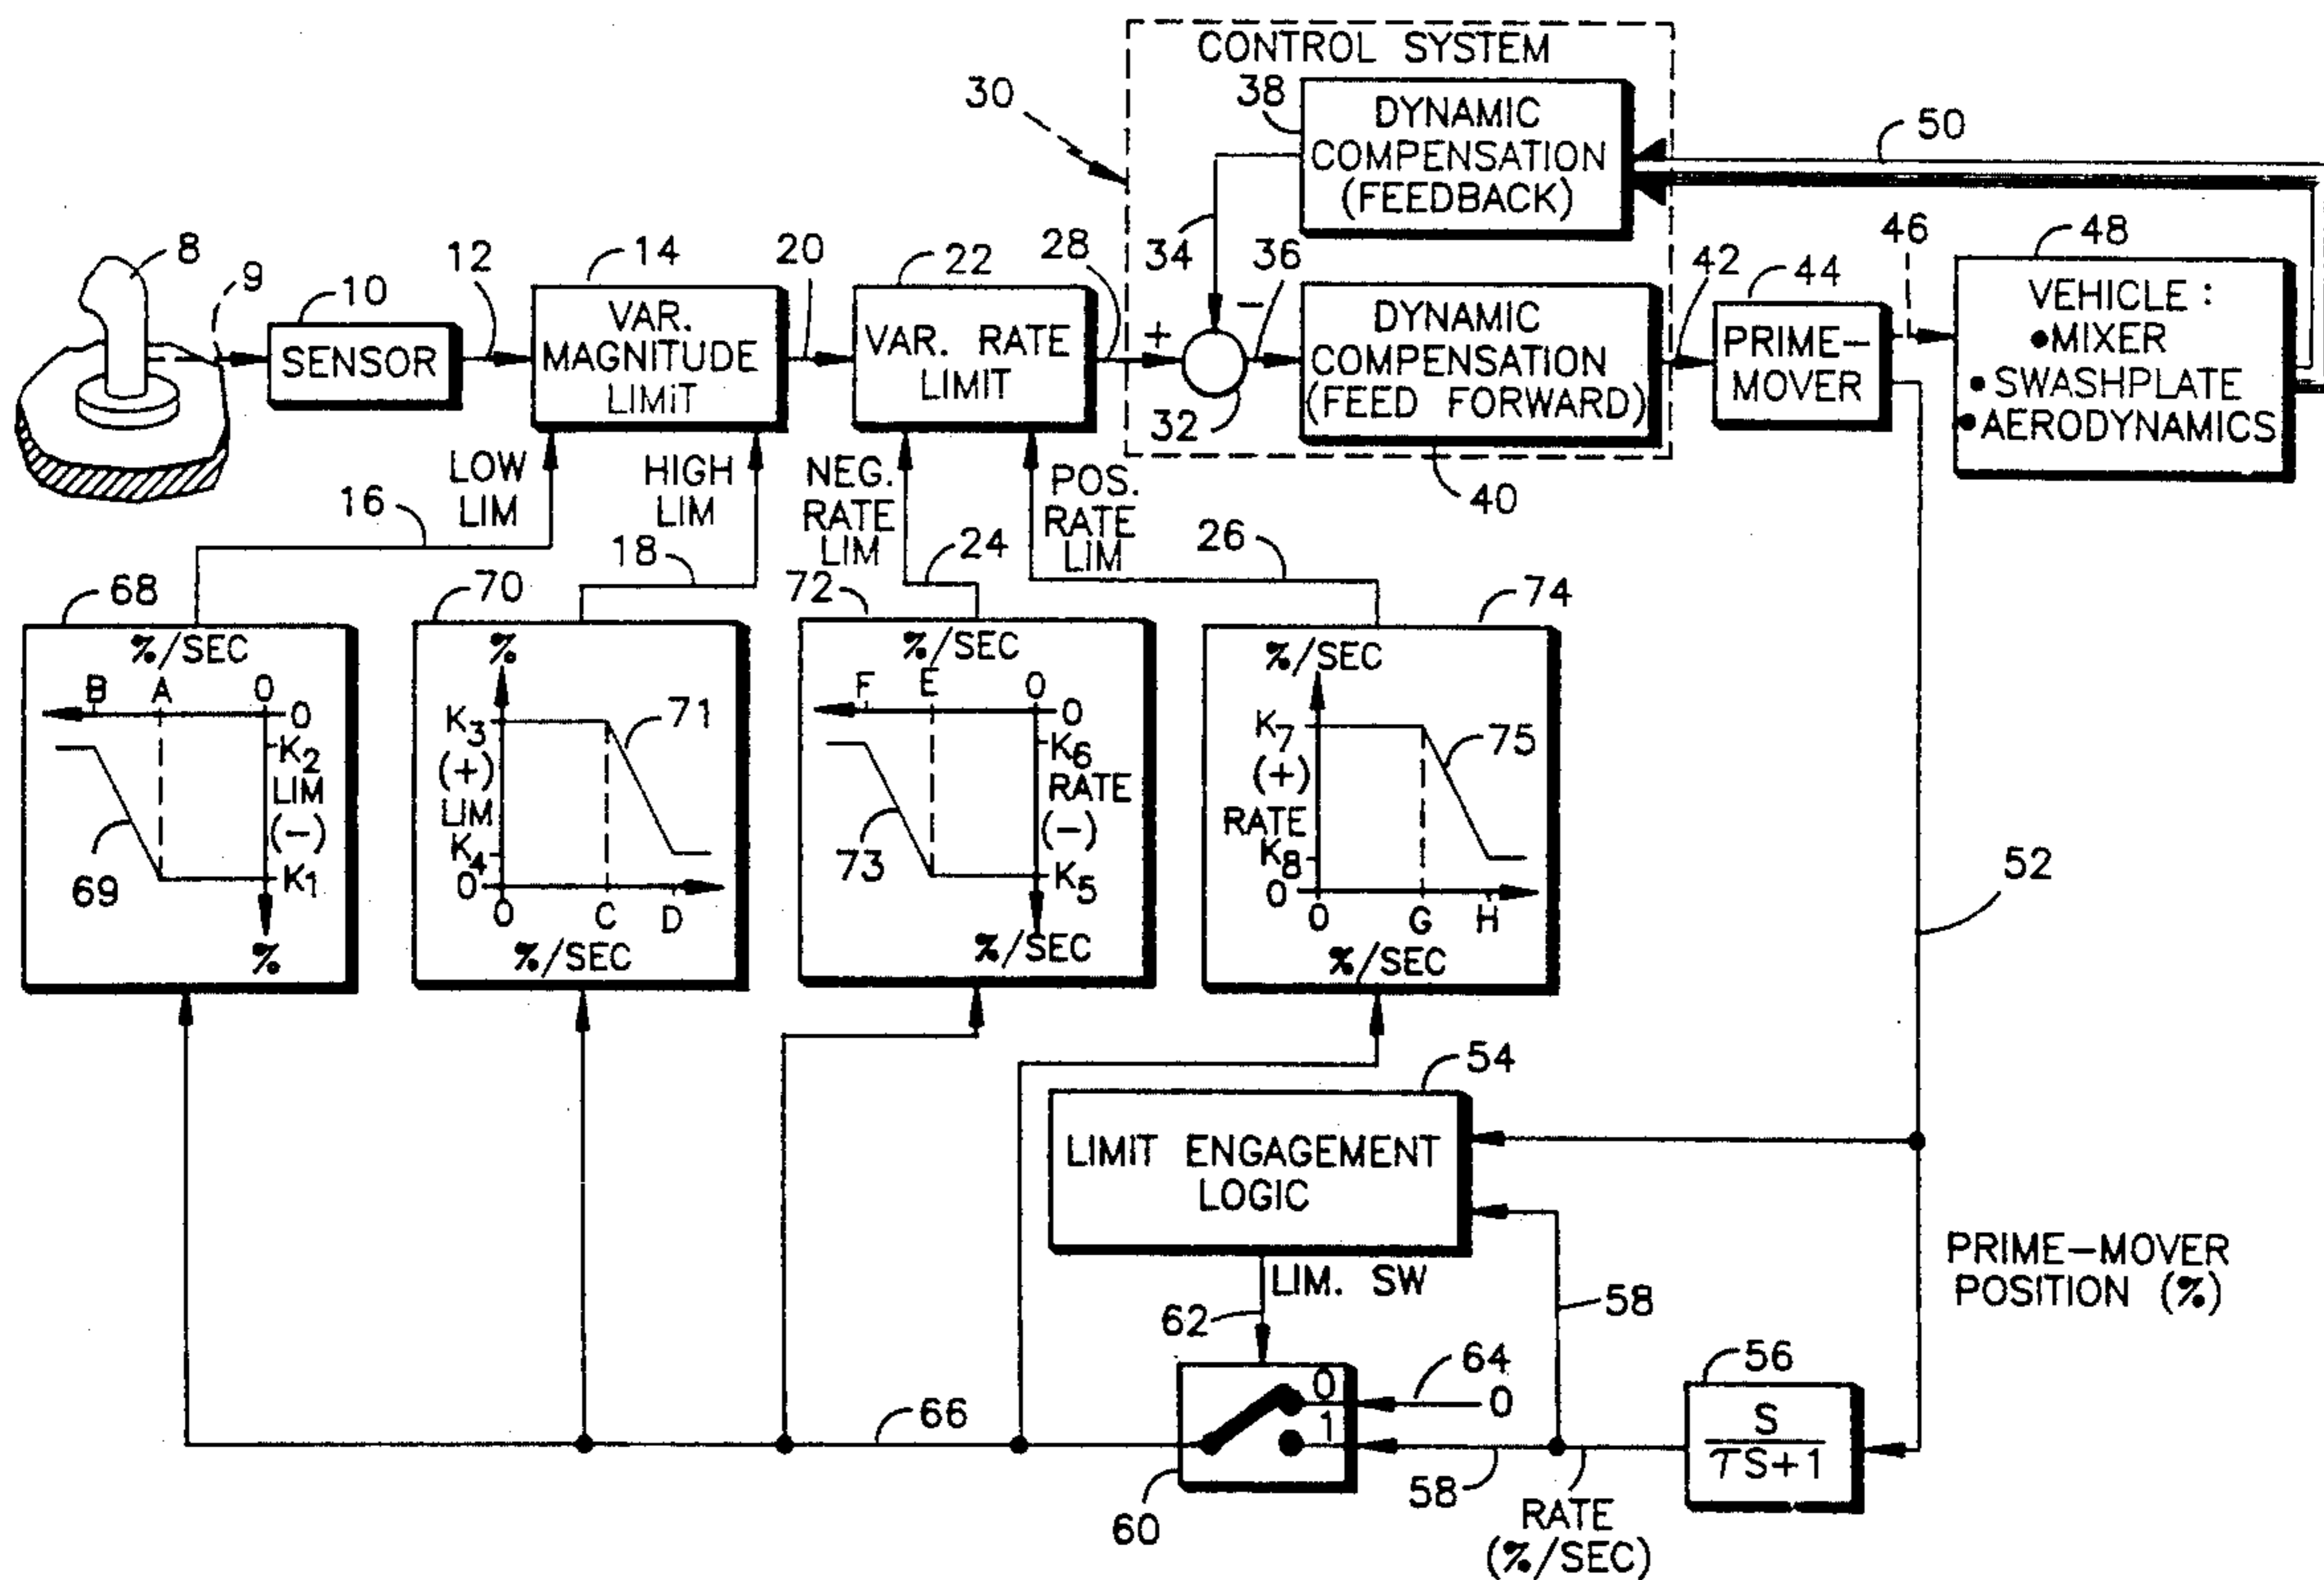 CONTROL SYSTEM
30
38
DYNAMIC
COMPENSATION
(FEEDBACK)
50
8
9
10
SENSOR
12
14
VAR.
MAGNITUDE
LIMIT
20
22
VAR. RATE
LIMIT
28
34
+
−
36
32
DYNAMIC
COMPENSATION
(FEED FORWARD)
40
42
44
PRIME–
MOVER
46
48
VEHICLE :
•MIXER
•SWASHPLATE
•AERODYNAMICS
LOW
LIM
HIGH
LIM
NEG.
RATE
LIM
POS.
RATE
LIM
16
18
24
26
68
%/SEC
B A 0
0
K2
LIM
(−)
K1
69
%
70
%
K3
(+)
LIM
K4
0
71
0 C D
%/SEC
72
%/SEC
F E 0
0
K6
RATE
(−)
K5
73
%/SEC
74
%/SEC
K7
(+)
RATE
K8
0
75
0 G H
%/SEC
52
54
LIMIT ENGAGEMENT
LOGIC
LIM. SW
62
58
PRIME–MOVER
POSITION (%)
0
1
64
0
56
S
τS+1
66
60
58
RATE
(%/SEC)